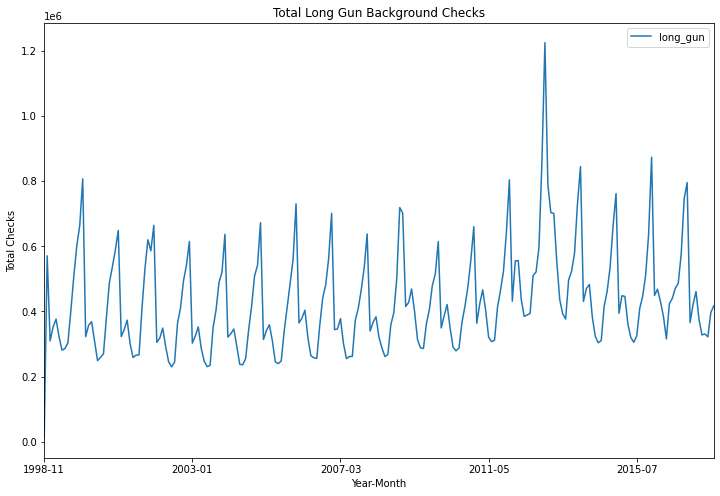 Total Long Gun Background Checks
1e6
long_gun
1.2
1.0
0.8
0.6
0.4
0.2
0.0
Total Checks
1998-11
2003-01
2007-03
2011-05
2015-07
Year-Month